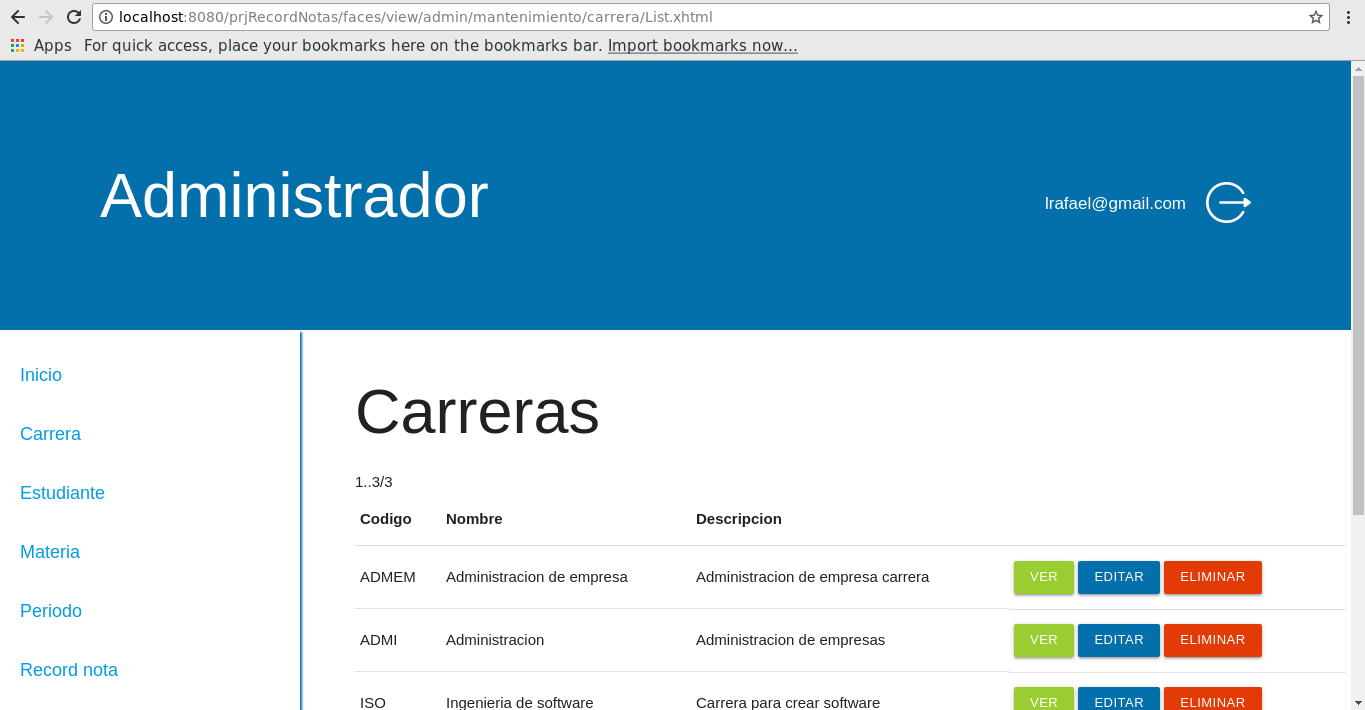 localhost:8080/prjRecordNotas/faces/view/admin/mantenimiento/carrera/List.xhtml
Apps For quick access, place your bookmarks here on the bookmarks bar. Import bookmarks now...
Administrador
lrafael@gmail.com
Inicio
Carrera
Estudiante
Materia
Periodo
Record nota
Carreras
1..3/3
Codigo Nombre Descripcion
ADMEM Administracion de empresa Administracion de empresa carrera VER EDITAR ELIMINAR
ADMI Administracion Administracion de empresas VER EDITAR ELIMINAR
ISO Ingenieria de software Carrera para crear software VER EDITAR ELIMINAR